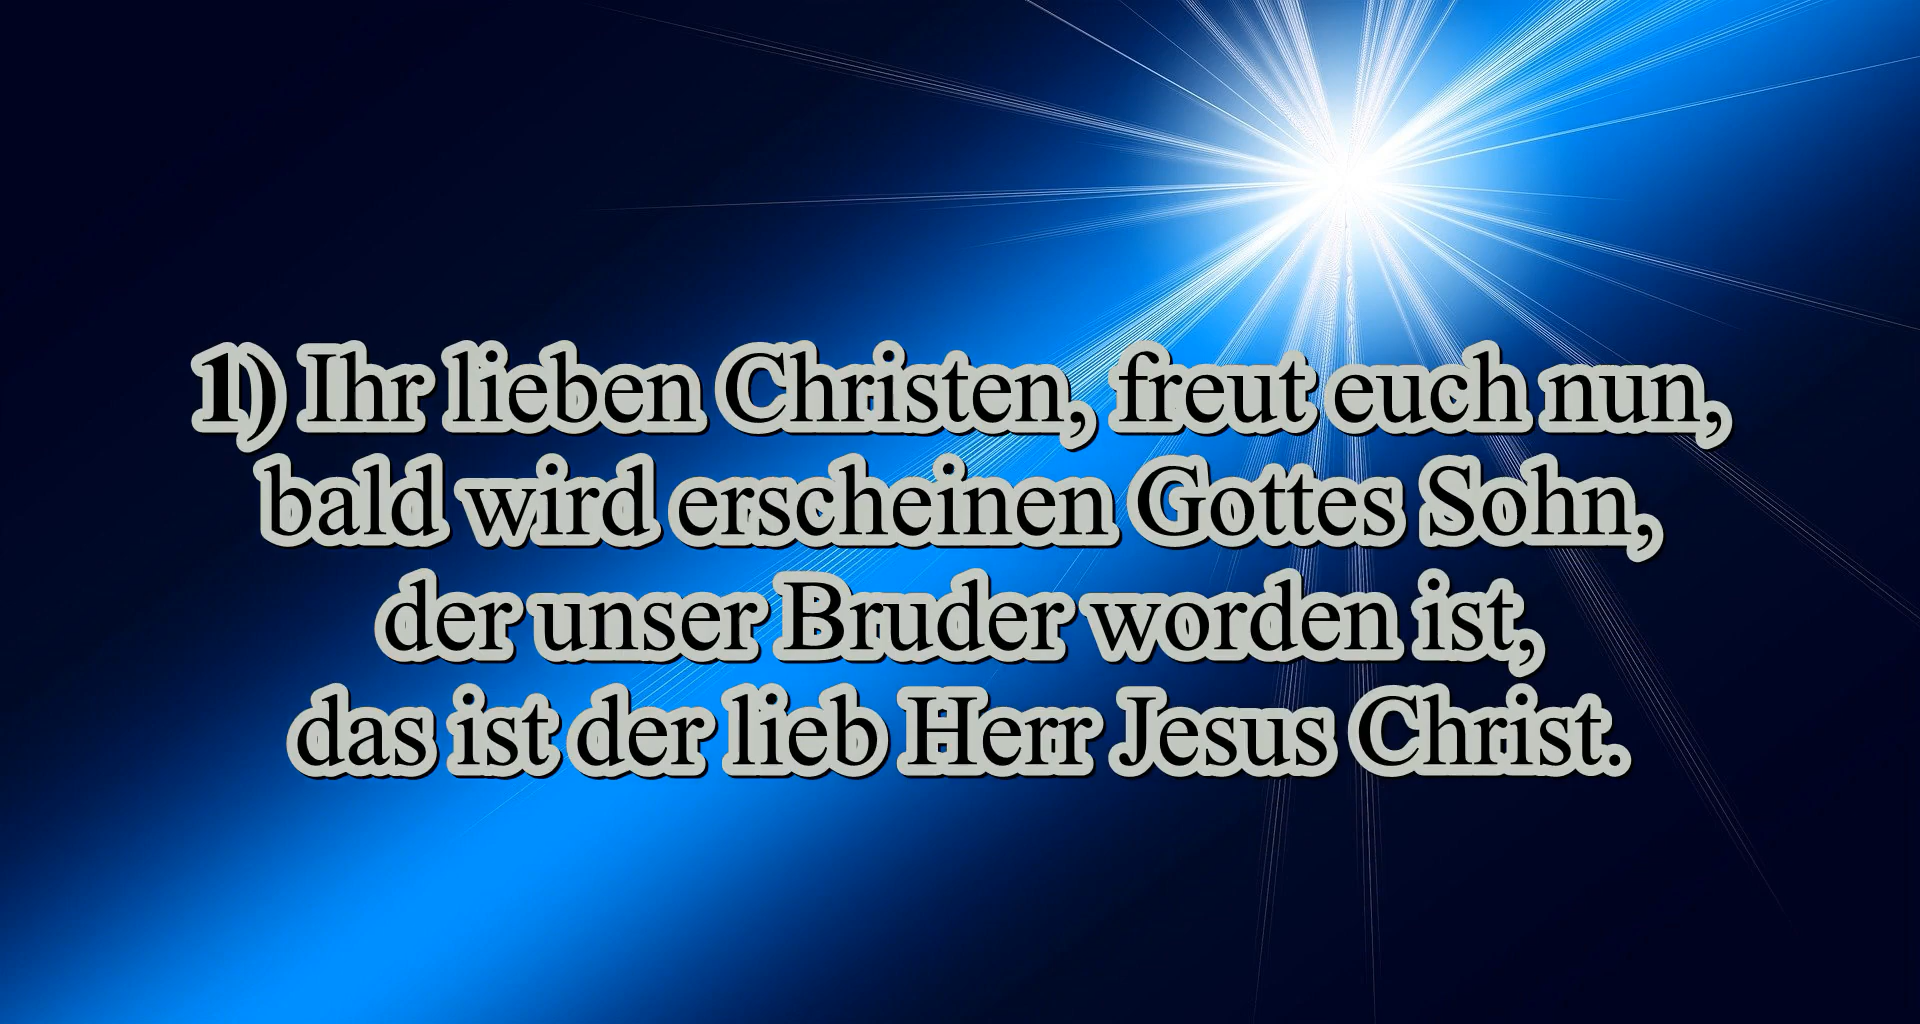 1) Ihr lieben Christen, freut euch nun,
bald wird erscheinen Gottes Sohn,
der unser Bruder worden ist,
das ist der lieb Herr Jesus Christ.